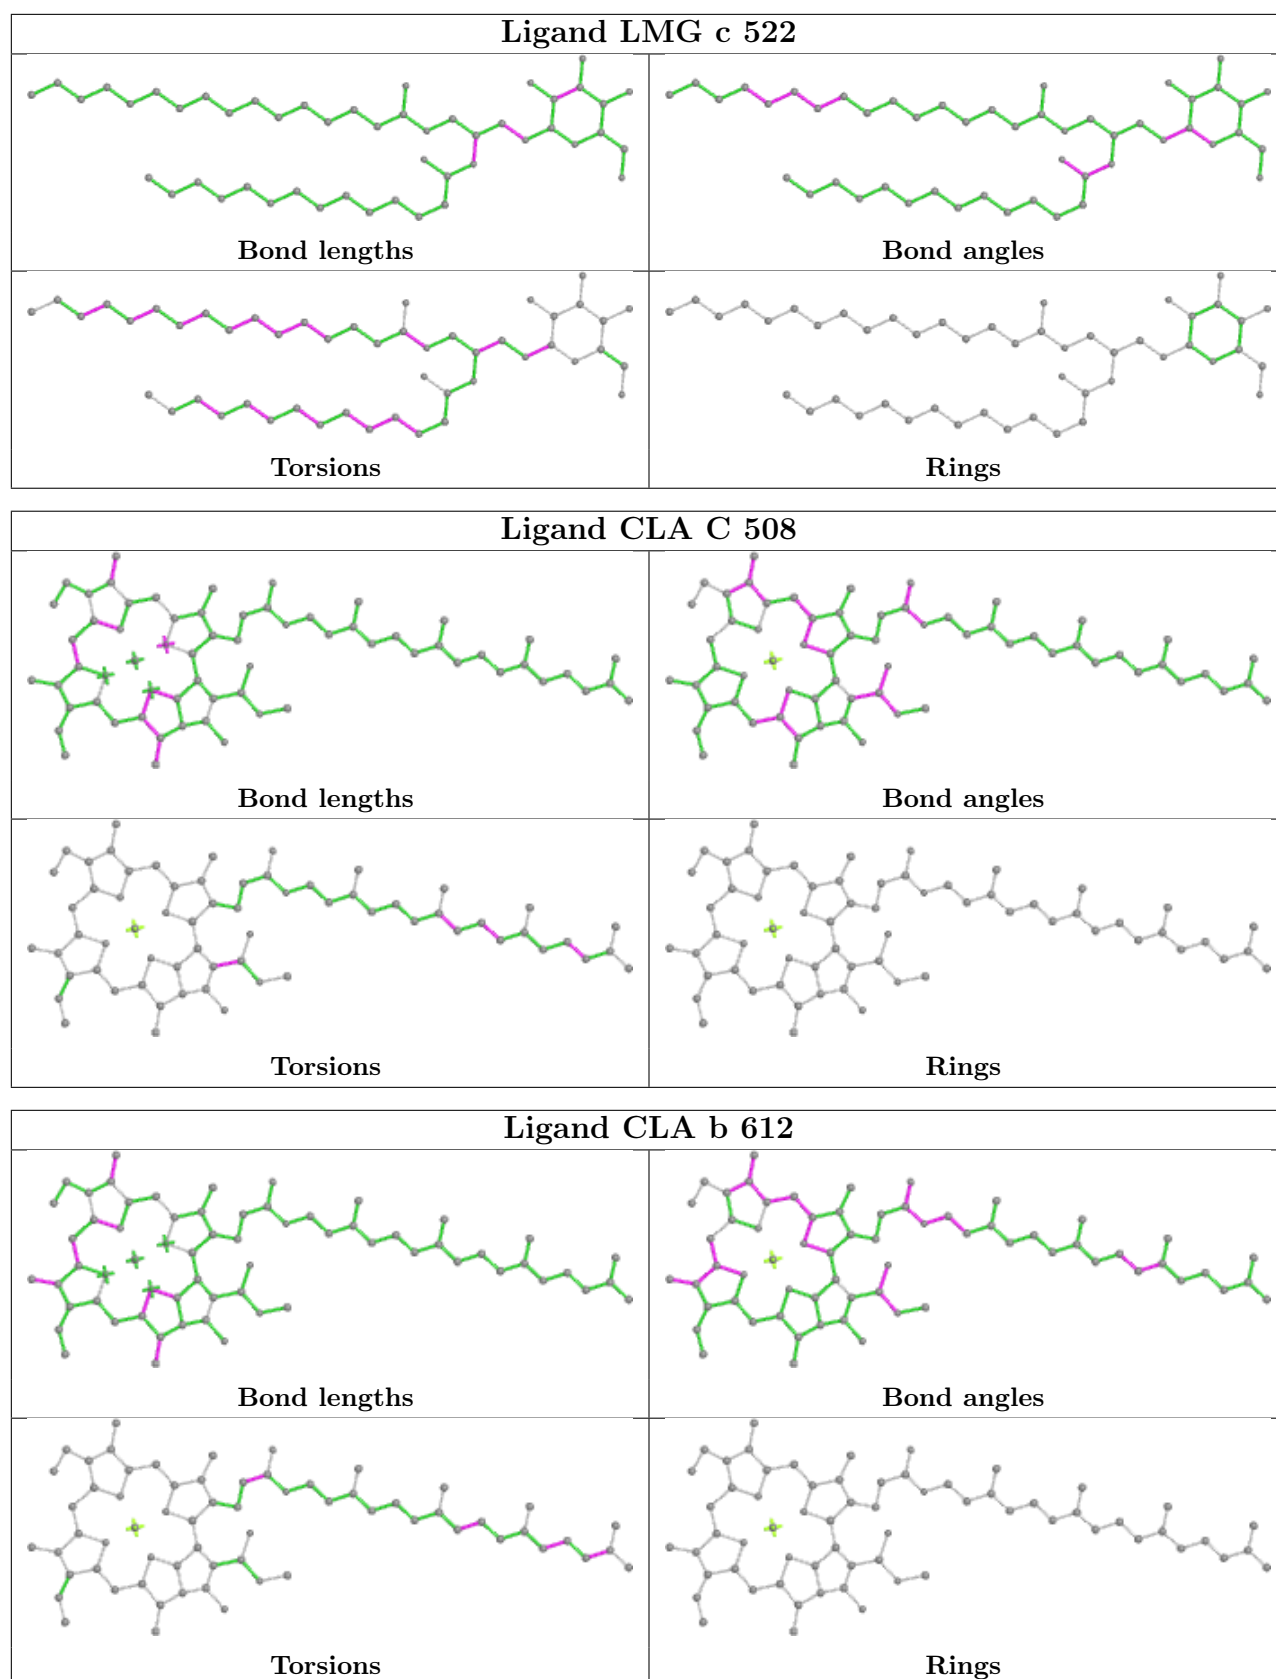 Ligand LMG c 522
Bond lengths
Bond angles
Torsions
Rings
Ligand CLA C 508
Bond lengths
Bond angles
Torsions
Rings
Ligand CLA b 612
Bond lengths
Bond angles
Torsions
Rings